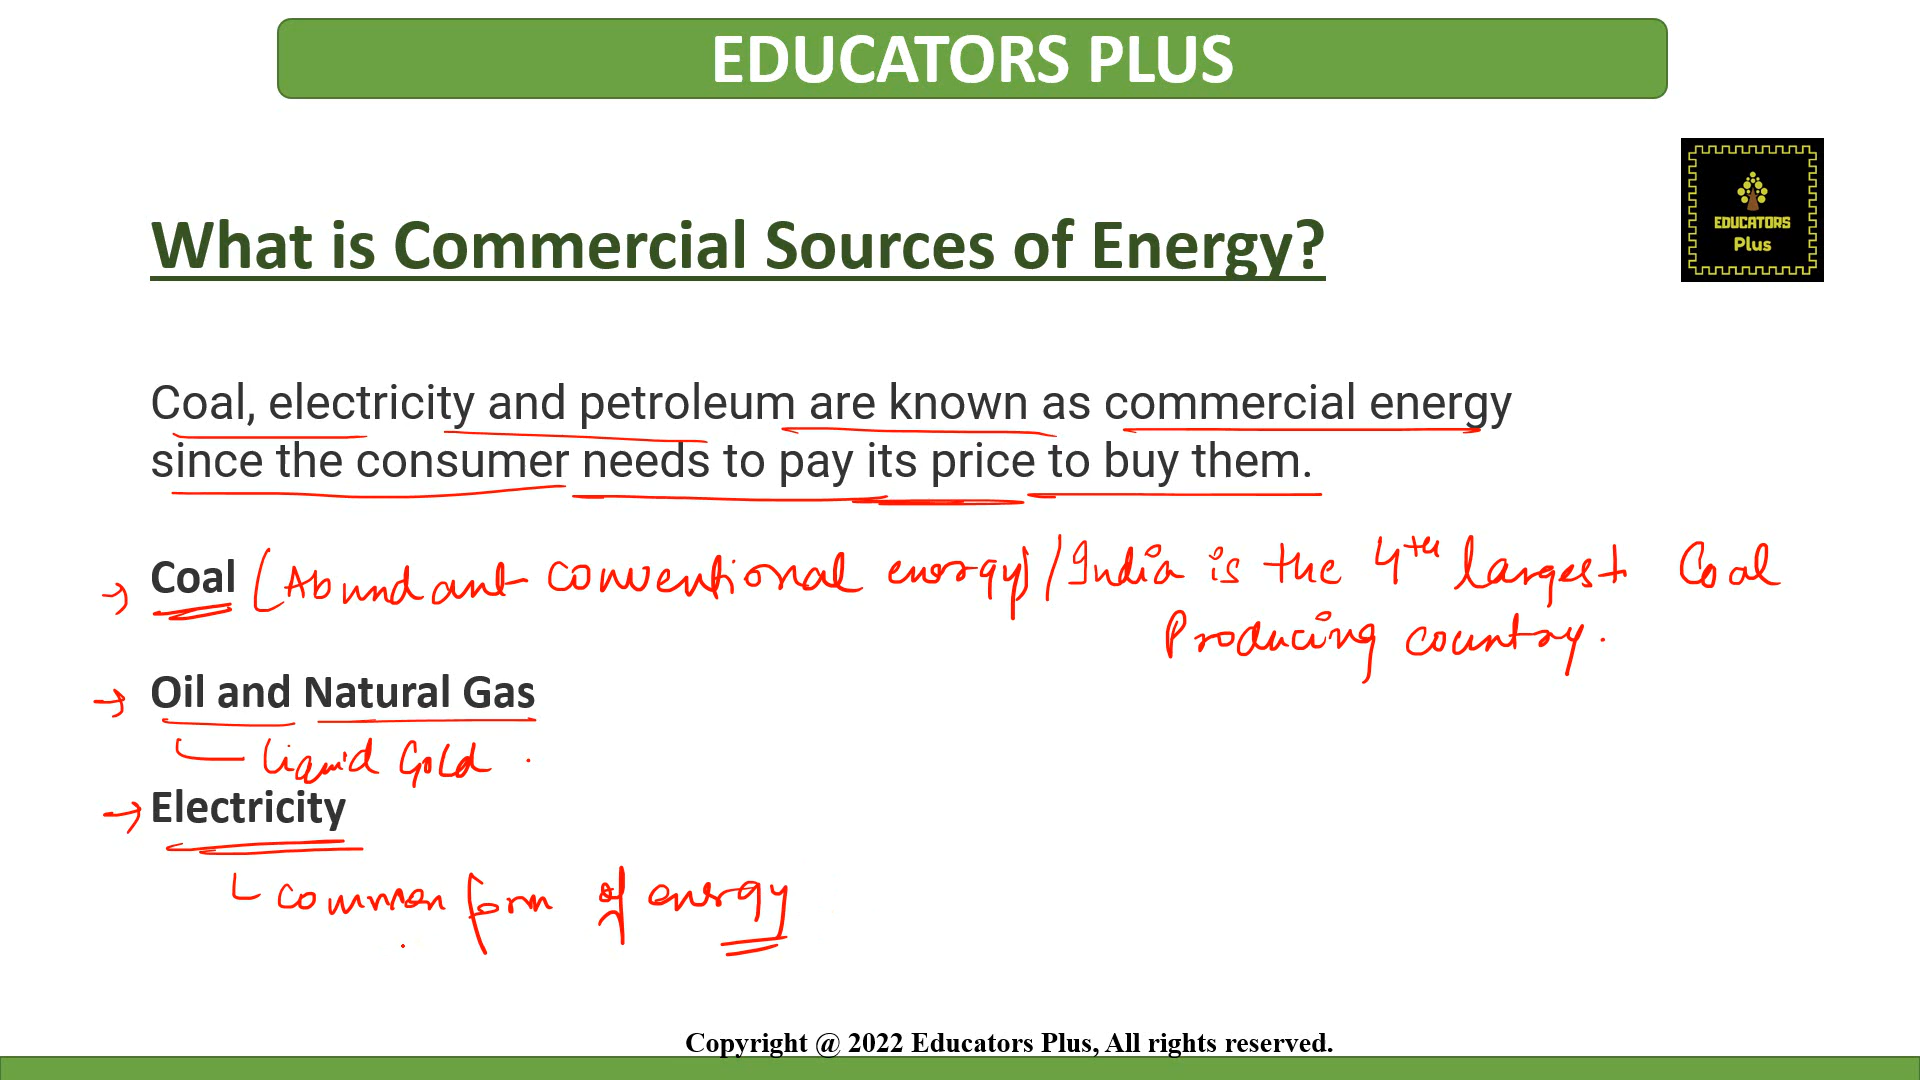 EDUCATORS PLUS
EDUCATORS
Plus
What is Commercial Sources of Energy?
Coal, electricity and petroleum are known as commercial energy
since the consumer needs to pay its price to buy them.
Coal (Abundant conventional energy) / India is the 4th largest Coal
Producing country.
Oil and Natural Gas
Liquid Gold.
Electricity
common form of energy
Copyright @ 2022 Educators Plus, All rights reserved.